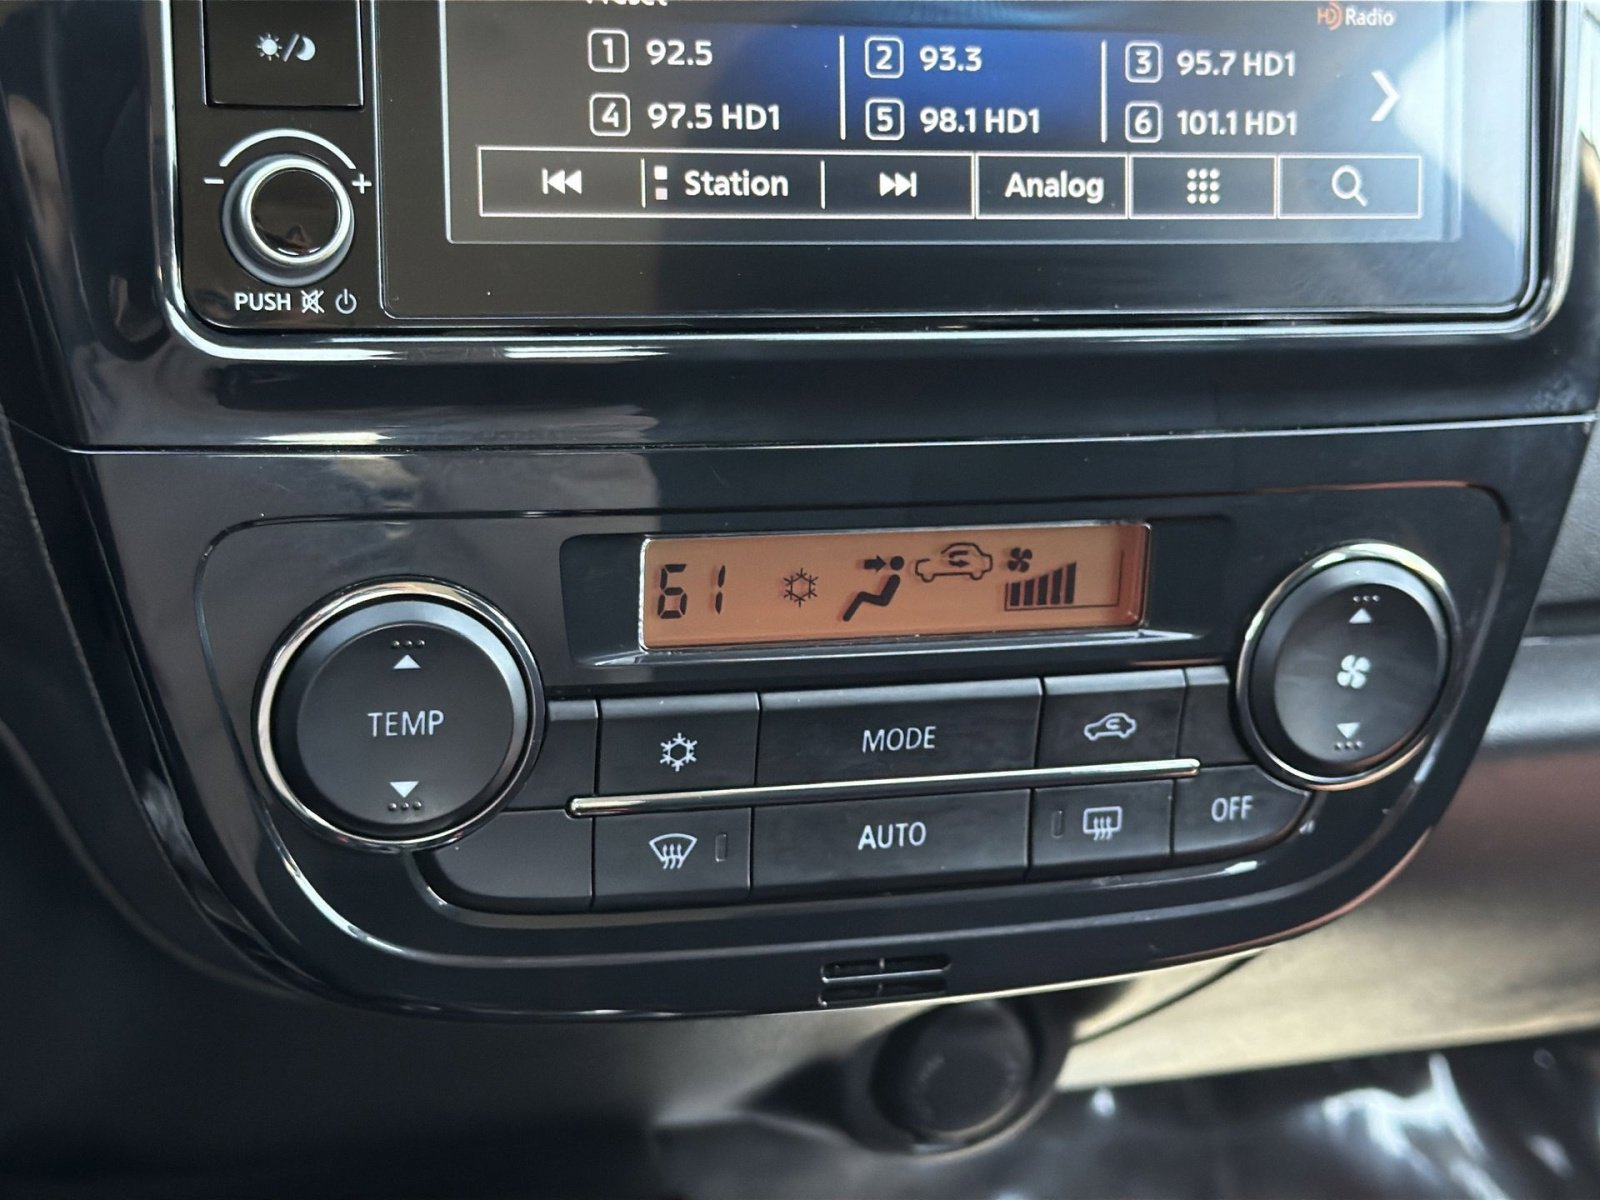 Preset
HD Radio
1 92.5 2 93.3 3 95.7 HD1
4 97.5 HD1 5 98.1 HD1 6 101.1 HD1
Station Analog
- +
PUSH
61
TEMP
MODE
AUTO
OFF